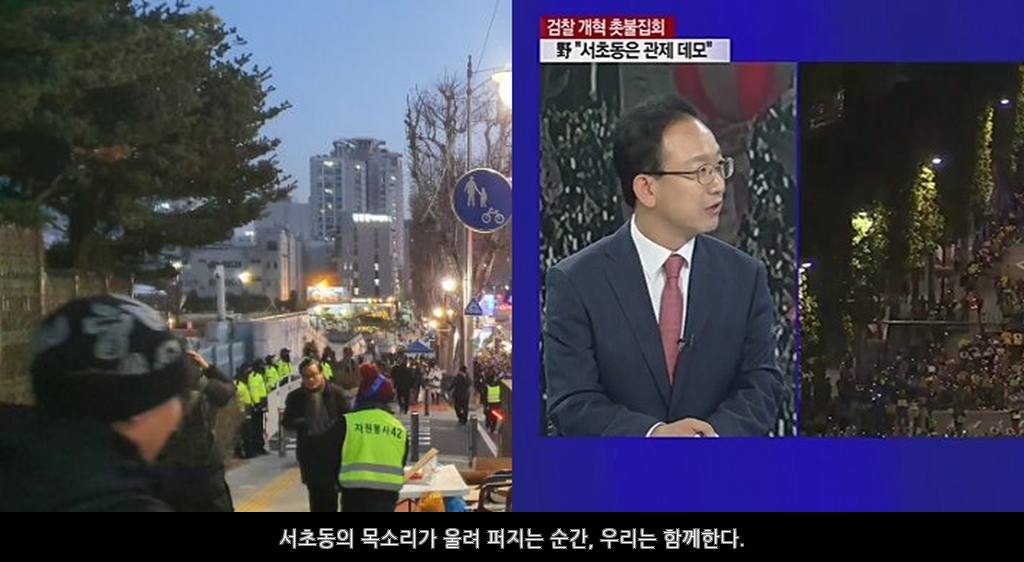 검찰 개혁 촛불집회
野 "서초동은 관제 데모"
자원봉사42
서초동의 목소리가 울려 퍼지는 순간, 우리는 함께한다.